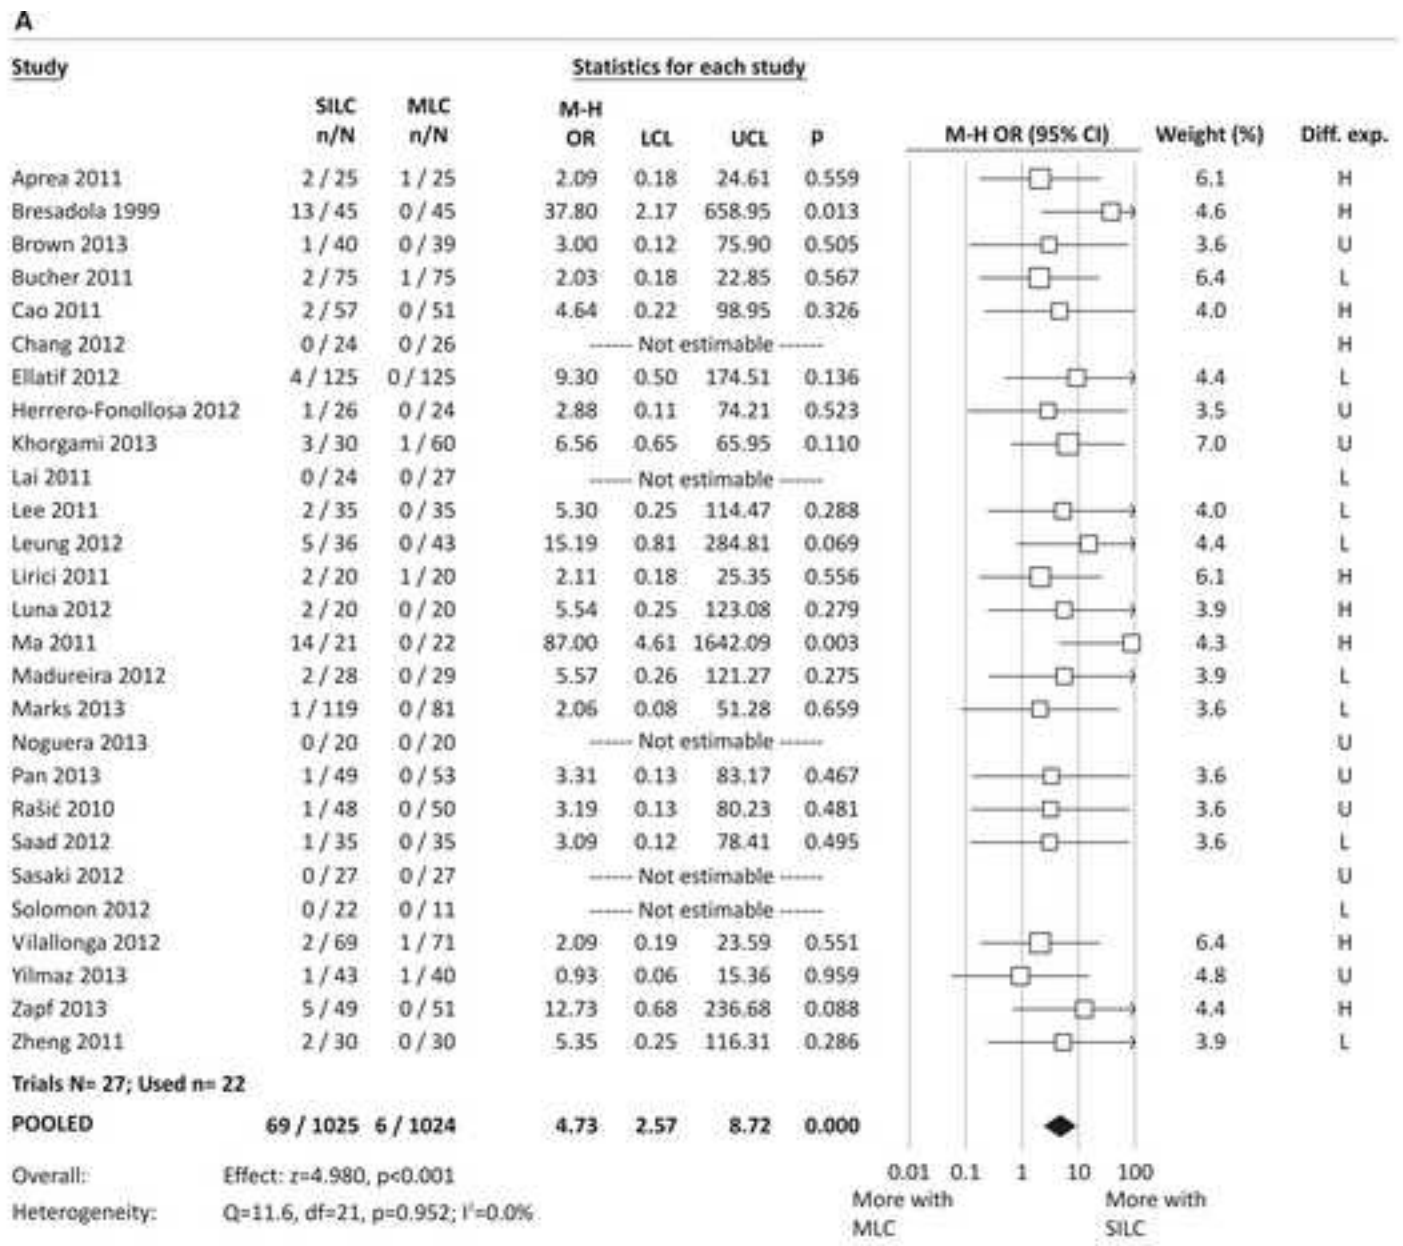 A
Study Statistics for each study
SILC MLC M-H
n/N n/N OR LCL UCL p M-H OR (95% CI) Weight (%) Diff. exp.
Aprea 2011 2 / 25 1 / 25 2.09 0.18 24.61 0.559 6.1 H
Bresadola 1999 13 / 45 0 / 45 37.80 2.17 658.95 0.013 4.6 H
Brown 2013 1 / 40 0 / 39 3.00 0.12 75.90 0.505 3.6 U
Bucher 2011 2 / 75 1 / 75 2.03 0.18 22.85 0.567 6.4 L
Cao 2011 2 / 57 0 / 51 4.64 0.22 98.95 0.326 4.0 H
Chang 2012 0 / 24 0 / 26 ------ Not estimable ------ H
Ellatif 2012 4 / 125 0 / 125 9.30 0.50 174.51 0.136 4.4 L
Herrero-Fonollosa 2012 1 / 26 0 / 24 2.88 0.11 74.21 0.523 3.5 U
Khorgami 2013 3 / 30 1 / 60 6.56 0.65 65.95 0.110 7.0 U
Lai 2011 0 / 24 0 / 27 ------ Not estimable ------ L
Lee 2011 2 / 35 0 / 35 5.30 0.25 114.47 0.288 4.0 L
Leung 2012 5 / 36 0 / 43 15.19 0.81 284.81 0.069 4.4 L
Lirici 2011 2 / 20 1 / 20 2.11 0.18 25.35 0.556 6.1 H
Luna 2012 2 / 20 0 / 20 5.54 0.25 123.08 0.279 3.9 H
Ma 2011 14 / 21 0 / 22 87.00 4.61 1642.09 0.003 4.3 H
Madureira 2012 2 / 28 0 / 29 5.57 0.26 121.27 0.275 3.9 L
Marks 2013 1 / 119 0 / 81 2.06 0.08 51.28 0.659 3.6 L
Noguera 2013 0 / 20 0 / 20 ------ Not estimable ------ U
Pan 2013 1 / 49 0 / 53 3.31 0.13 83.17 0.467 3.6 U
Rašić 2010 1 / 48 0 / 50 3.19 0.13 80.23 0.481 3.6 U
Saad 2012 1 / 35 0 / 35 3.09 0.12 78.41 0.495 3.6 L
Sasaki 2012 0 / 27 0 / 27 ------ Not estimable ------ U
Solomon 2012 0 / 22 0 / 11 ------ Not estimable ------ L
Vilallonga 2012 2 / 69 1 / 71 2.09 0.19 23.59 0.551 6.4 H
Yilmaz 2013 1 / 43 1 / 40 0.93 0.06 15.36 0.959 4.8 U
Zapf 2013 5 / 49 0 / 51 12.73 0.68 236.68 0.088 4.4 H
Zheng 2011 2 / 30 0 / 30 5.35 0.25 116.31 0.286 3.9 L
Trials N= 27; Used n= 22
POOLED 69 / 1025 6 / 1024 4.73 2.57 8.72 0.000
Overall: Effect: z=4.980, p<0.001 0.01 0.1 1 10 100
Heterogeneity: Q=11.6, df=21, p=0.952; I²=0.0% More with More with
MLC SILC